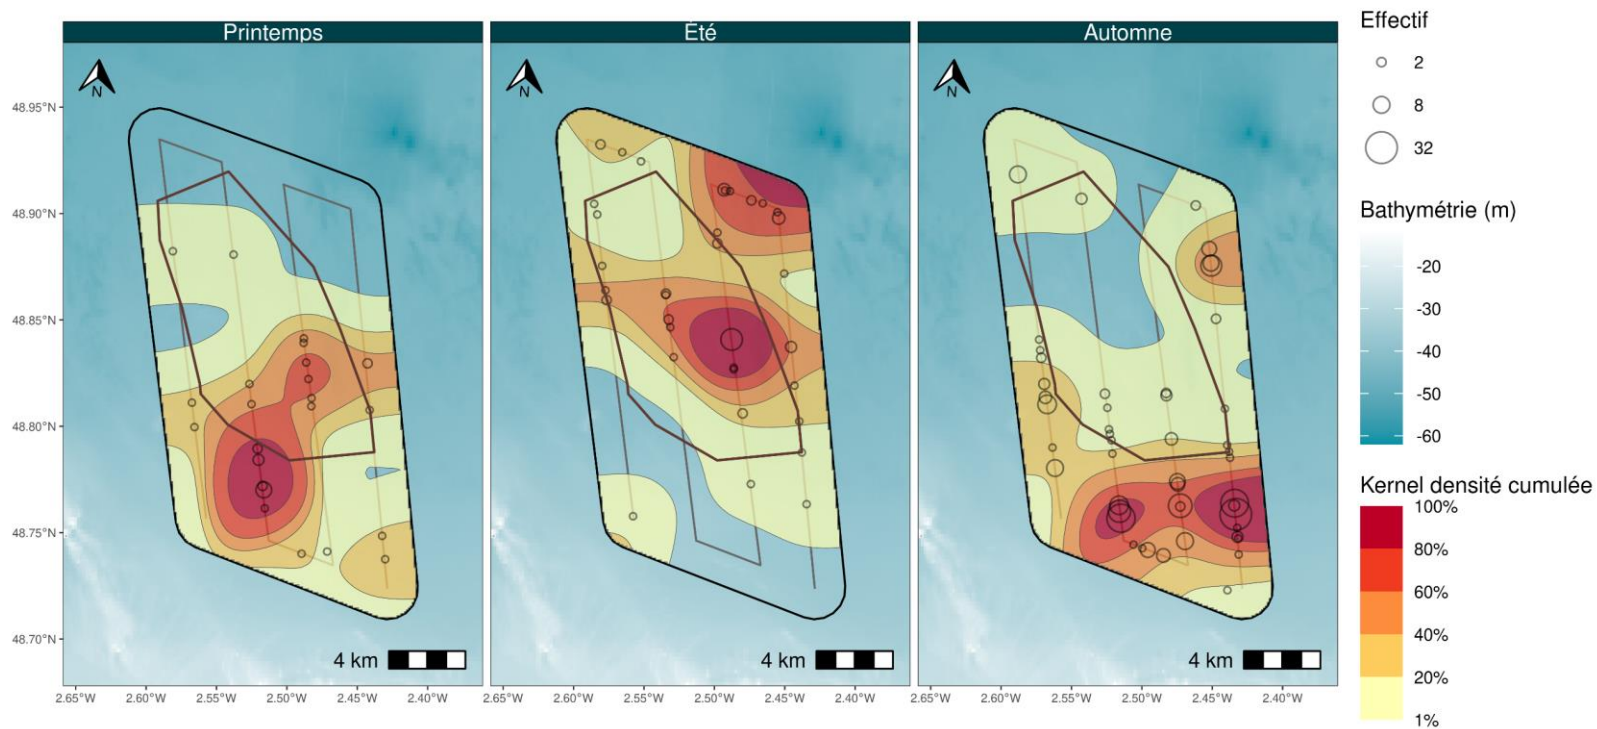 Printemps
Eté
Automne
N
N
N
48.95°N
48.90°N
48.85°N
48.80°N
48.75°N
48.70°N
4 km
4 km
4 km
2.65°W 2.60°W 2.55°W 2.50°W 2.45°W 2.40°W
2.65°W 2.60°W 2.55°W 2.50°W 2.45°W 2.40°W
2.65°W 2.60°W 2.55°W 2.50°W 2.45°W 2.40°W
Effectif
2
8
32
Bathymétrie (m)
-20
-30
-40
-50
-60
Kernel densité cumulée
100%
80%
60%
40%
20%
1%